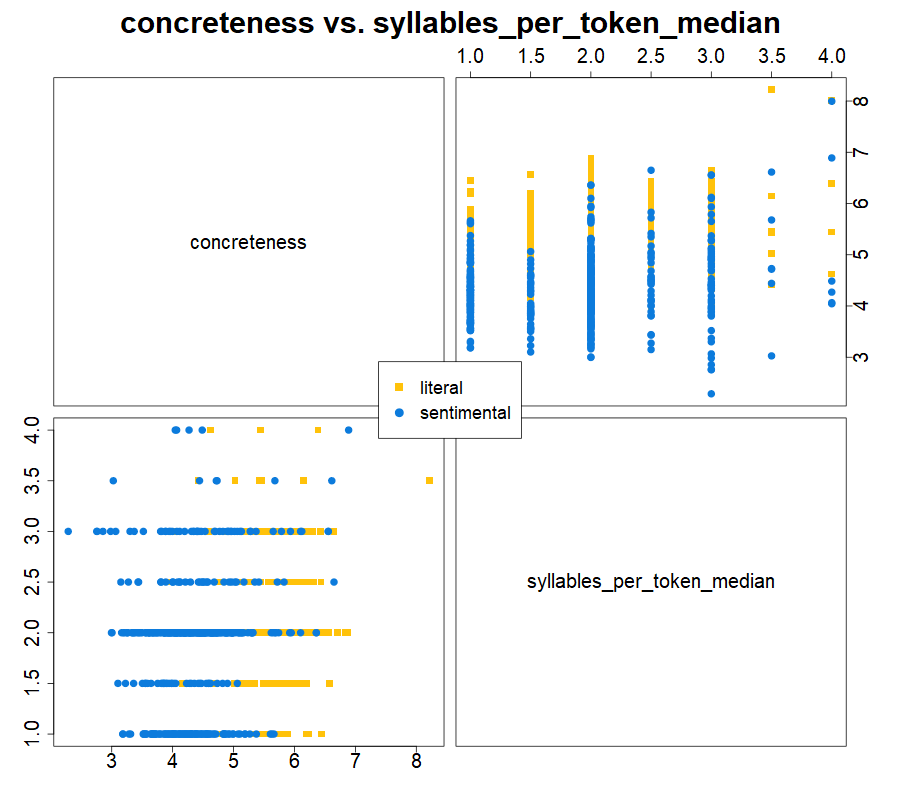 concreteness vs. syllables_per_token_median
1.0 1.5 2.0 2.5 3.0 3.5 4.0
concreteness
8
7
6
5
4
3
literal
sentimental
4.0
3.5
3.0
2.5
2.0
1.5
1.0
syllables_per_token_median
3 4 5 6 7 8